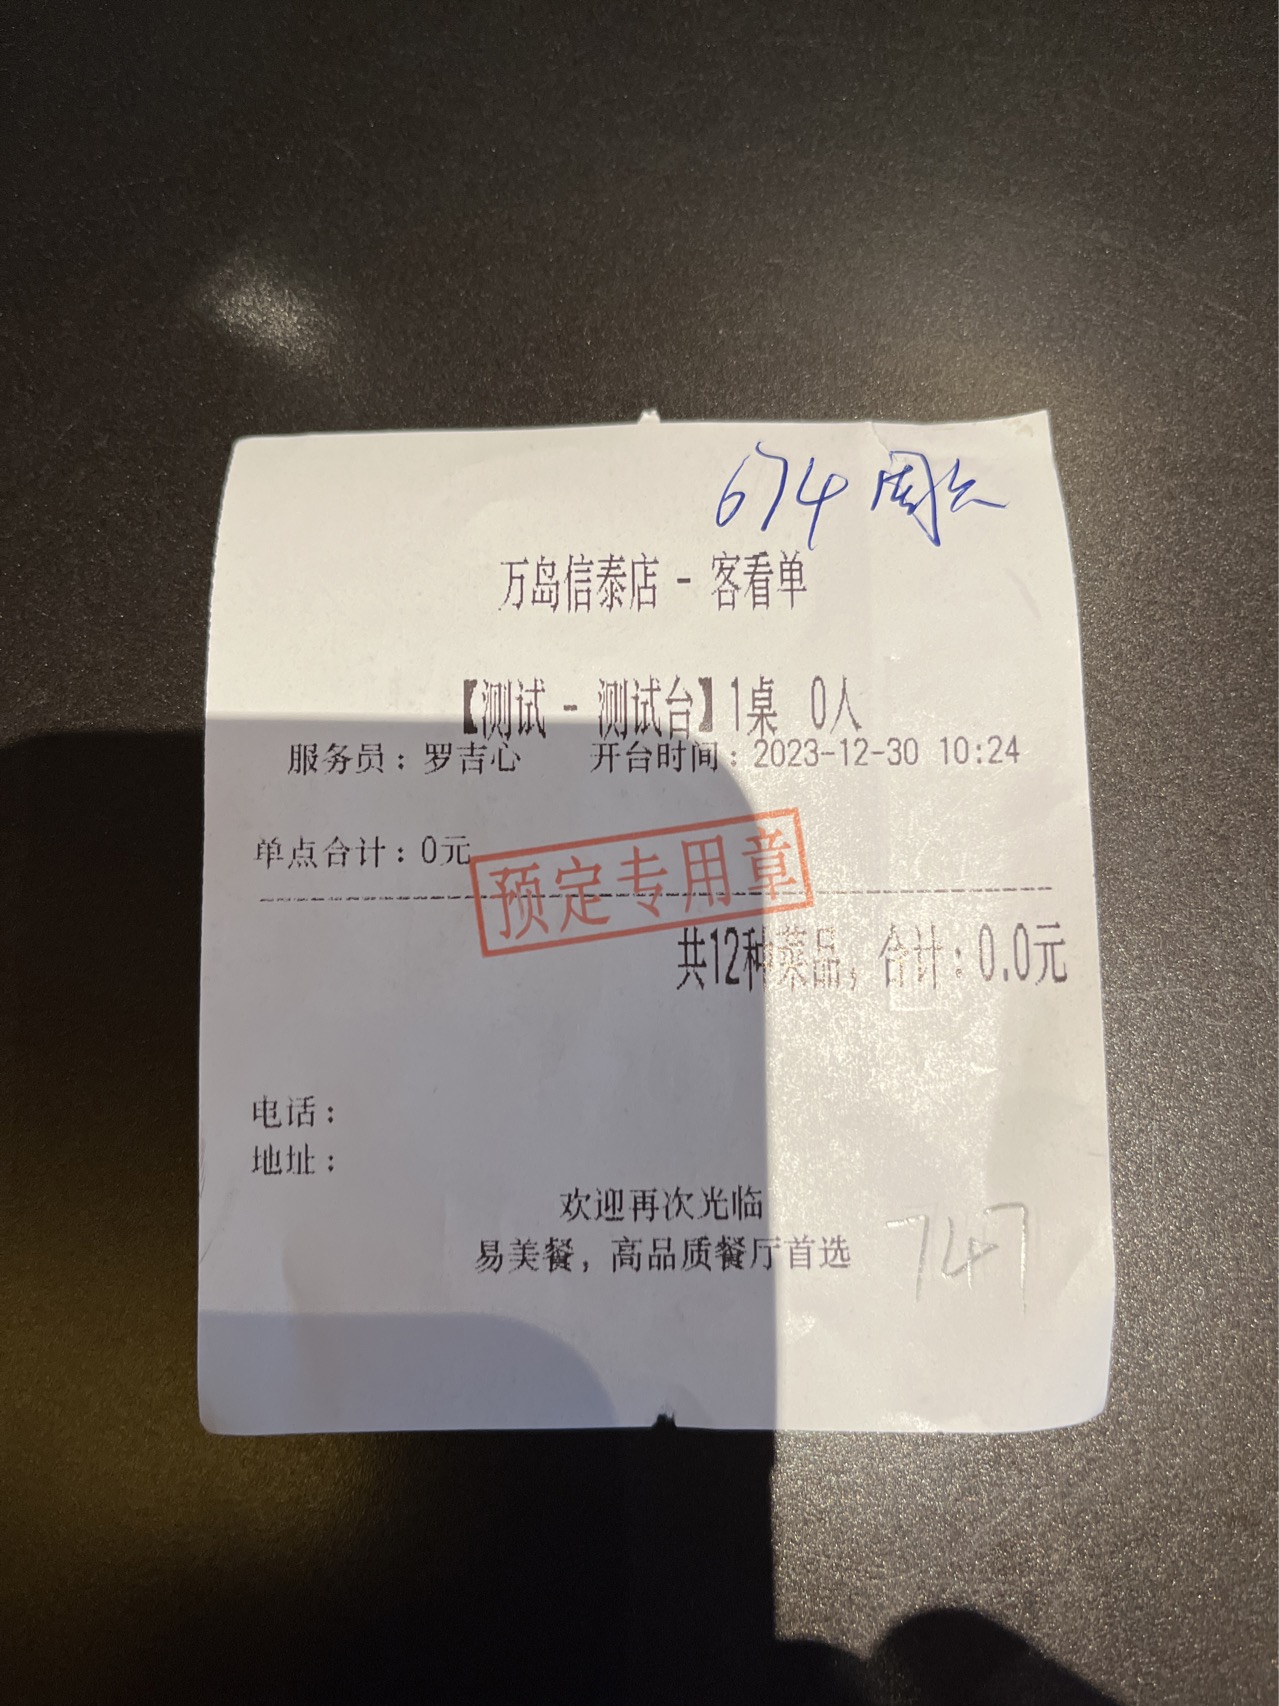 674 周六
万岛信泰店 - 客看单
【测试 - 测试台】1桌 0人
服务员：罗吉心 开台时间：2023-12-30 10:24
单点合计：0元
预定专用章
共12种菜品，合计：0.0元
电话：
地址：
欢迎再次光临
易美餐，高品质餐厅首选
747